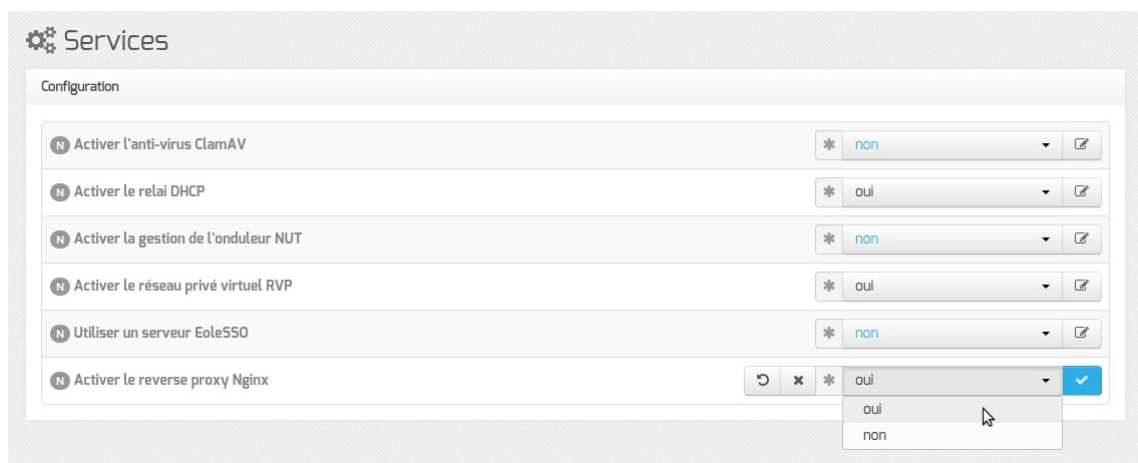 Services
Configuration
N Activer l'anti-virus ClamAV * non
N Activer le relai DHCP * oui
N Activer la gestion de l'onduleur NUT * non
N Activer le réseau privé virtuel RVP * oui
N Utiliser un serveur EoleSSO * non
N Activer le reverse proxy Nginx * oui
oui
non